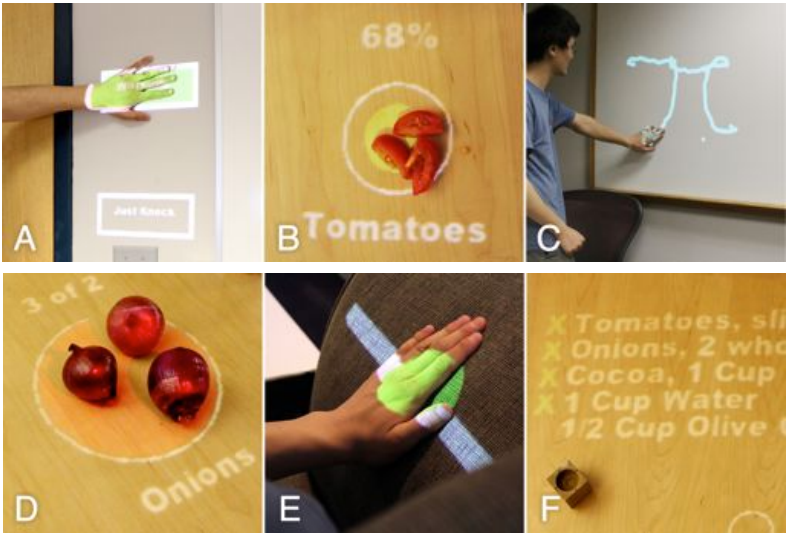 A
Just Knock
68%
Tomatoes
B
π
C
3 of 2
Onions
D
E
X Tomatoes, sli
X Onions, 2 who
X Cocoa, 1 Cup
X 1 Cup Water
1/2 Cup Olive
F